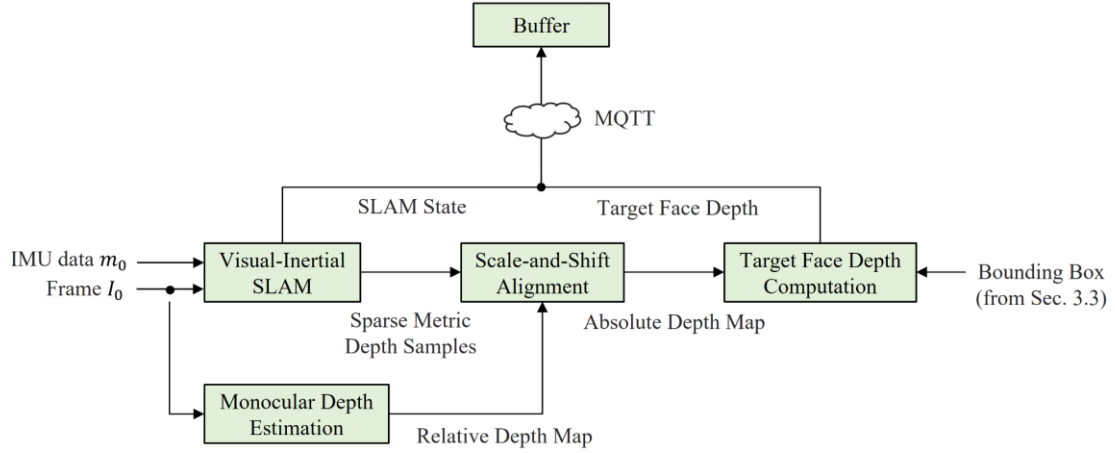 Buffer
MQTT
SLAM State
Target Face Depth
IMU data m₀
Frame I₀
Visual-Inertial
SLAM
Scale-and-Shift
Alignment
Target Face Depth
Computation
Bounding Box
(from Sec. 3.3)
Sparse Metric
Depth Samples
Absolute Depth Map
Monocular Depth
Estimation
Relative Depth Map